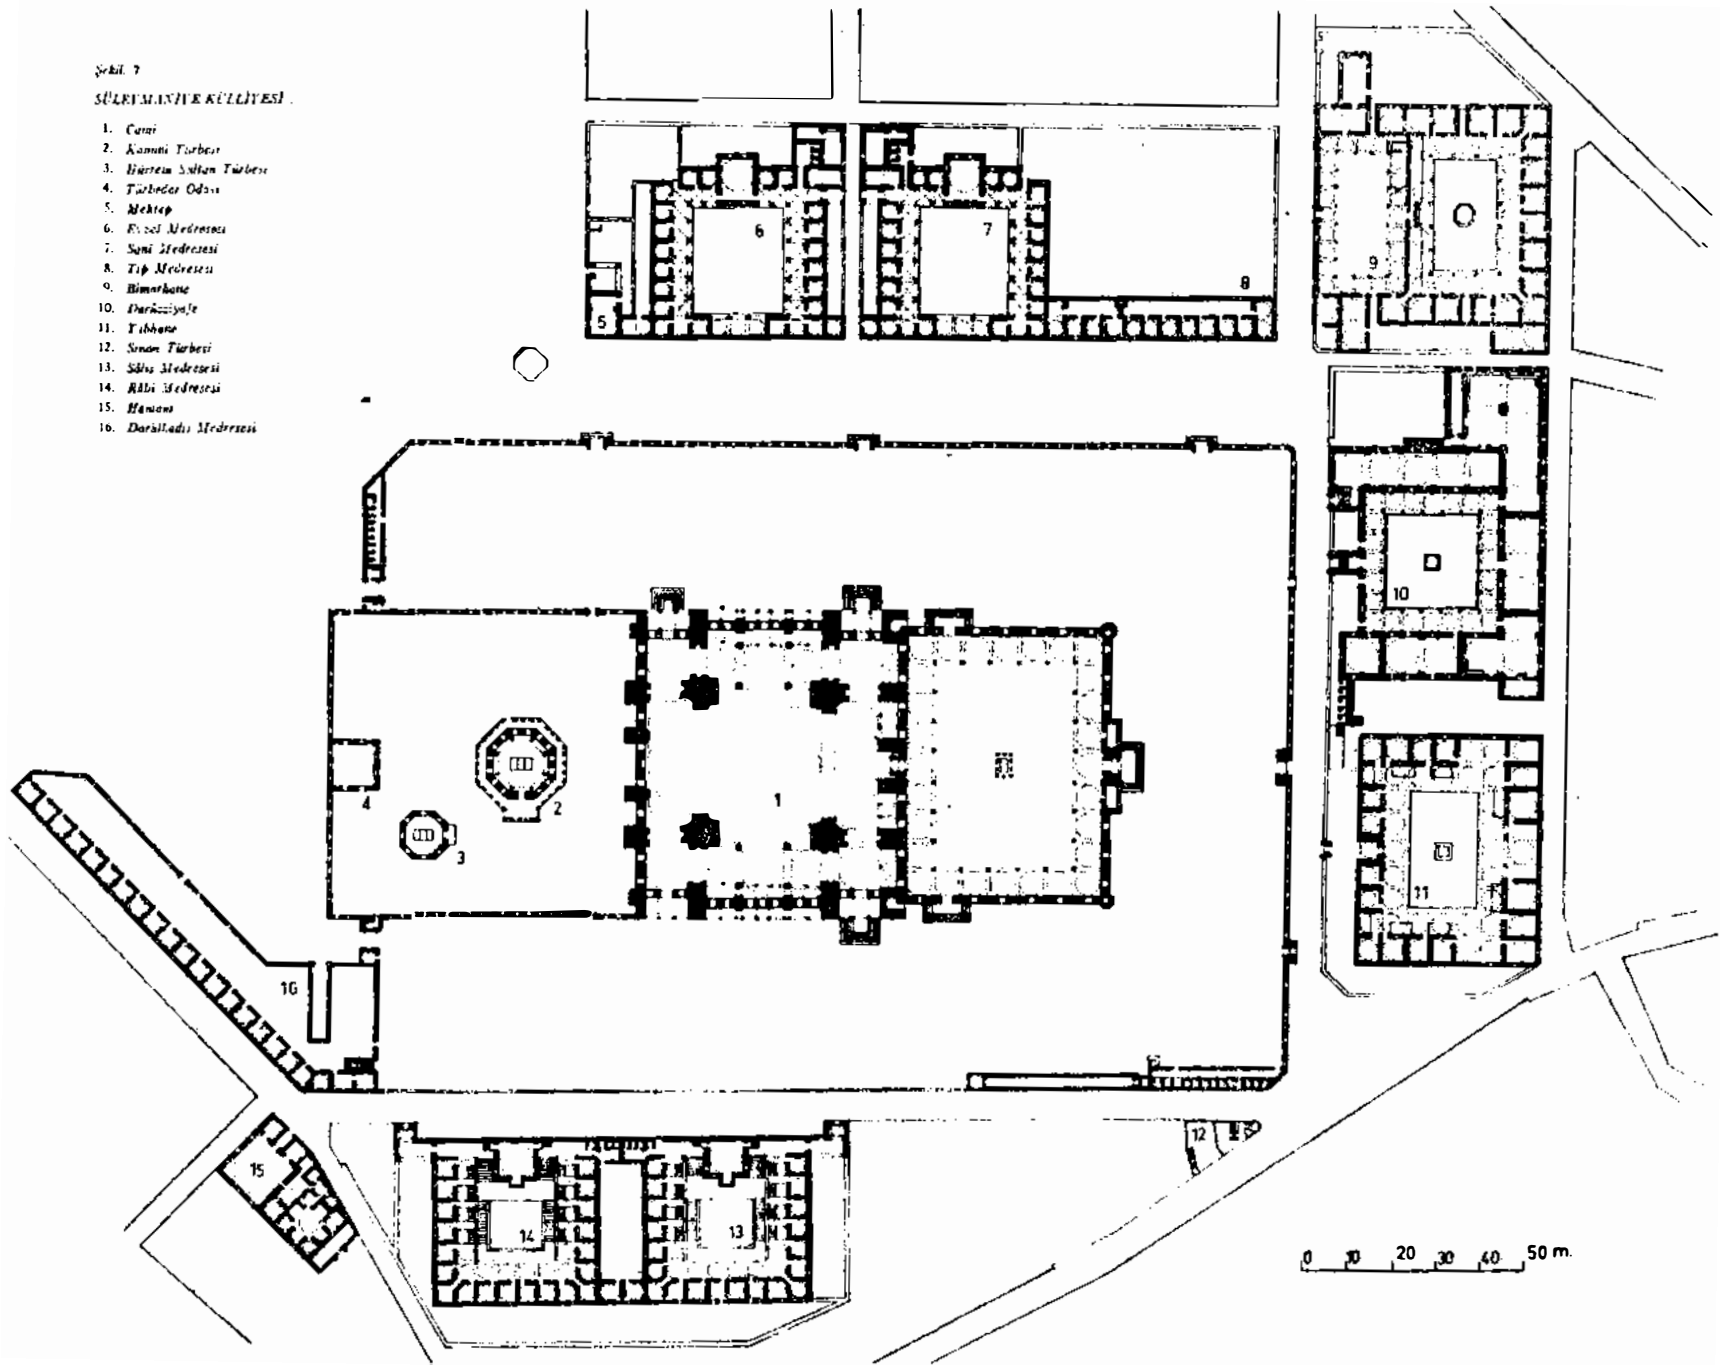 Şekil. 7
SÜLEYMANİYE KÜLLİYESİ
1. Cami
2. Kanuni Türbesi
3. Hürrem Sultan Türbesi
4. Türbedar Odası
5. Mektep
6. Evvel Medresesi
7. Sani Medresesi
8. Tıp Medresesi
9. Bimarhane
10. Darüzziyafe
11. Tabhane
12. Sinan Türbesi
13. Sâlis Medresesi
14. Râbi Medresesi
15. Hamam
16. Darülhadis Medresesi
5
6
7
9
8
5
10
1
2
4
3
11
16
12
15
14
13
0 10 20 30 40 50 m.